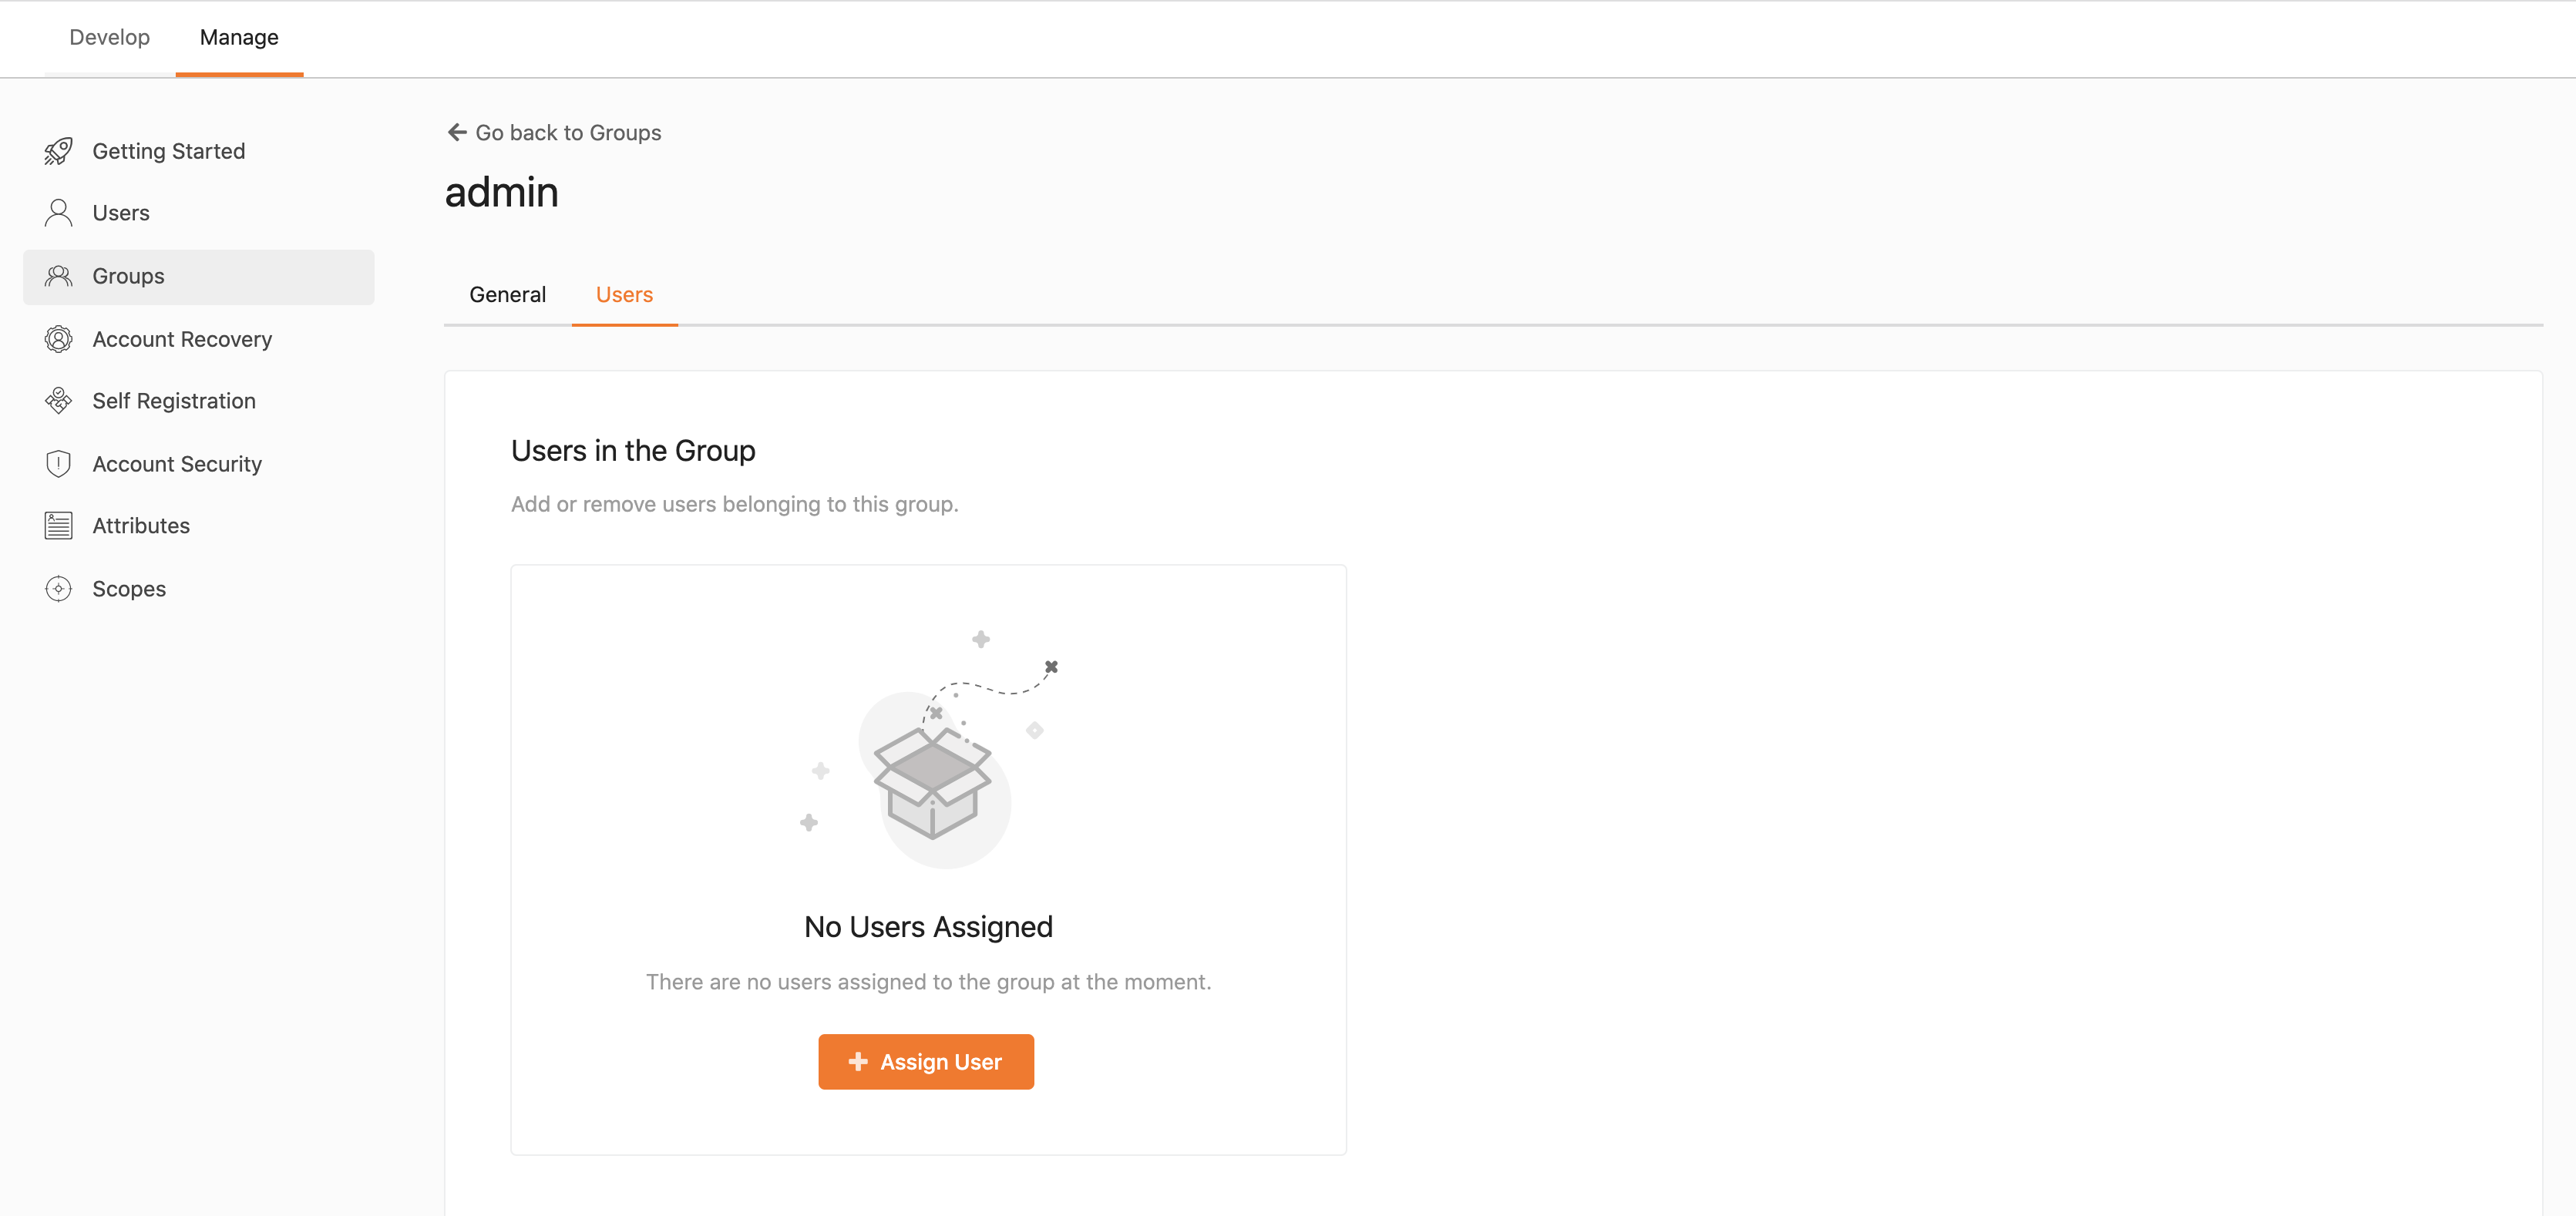 Develop
Manage
Getting Started
Users
Groups
Account Recovery
Self Registration
Account Security
Attributes
Scopes
Go back to Groups
admin
General
Users
Users in the Group
Add or remove users belonging to this group.
No Users Assigned
There are no users assigned to the group at the moment.
Assign User